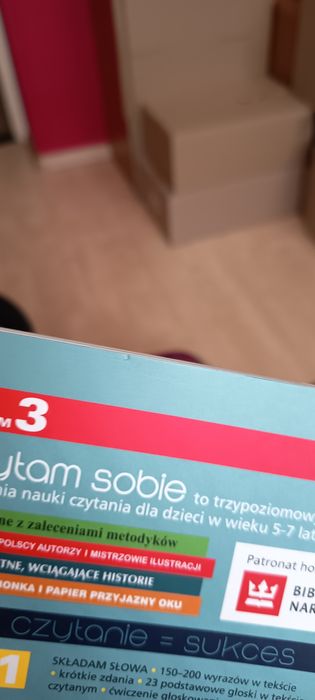 M 3
ytam sobie to trzypoziomow
nia nauki czytania dla dzieci w wieku 5-7 lat
ne z zaleceniami metodyków
POLSCY AUTORZY I MISTRZOWIE ILUSTRACJI
TNE, WCIĄGAJĄCE HISTORIE
IONKA I PAPIER PRZYJAZNY OKU
Patronat ho
BIB
NAR
czytanie = sukces
1
SKŁADAM SŁOWA • 150–200 wyrazów w tekście
• krótkie zdania • 23 podstawowe głoski w tekście
czytanym • ćwiczenie głoskowani